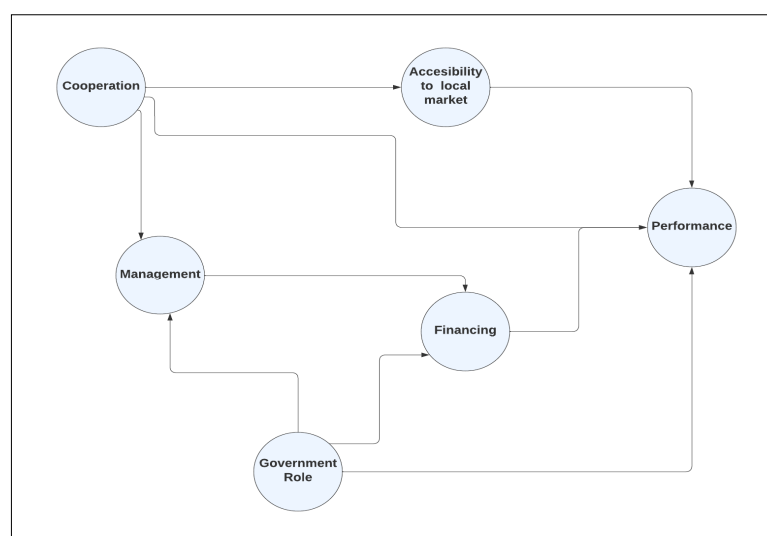 Cooperation
Accesibility
to local
market
Performance
Management
Financing
Government
Role